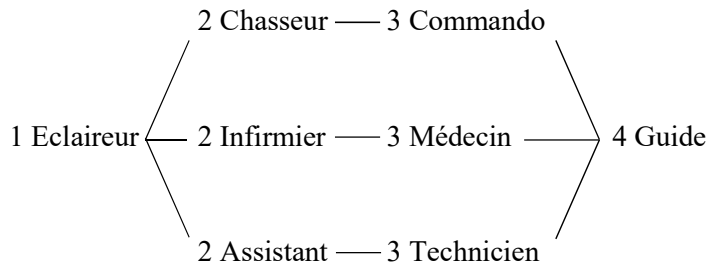 2 Chasseur 3 Commando
1 Eclaireur 2 Infirmier 3 Médecin 4 Guide
2 Assistant 3 Technicien